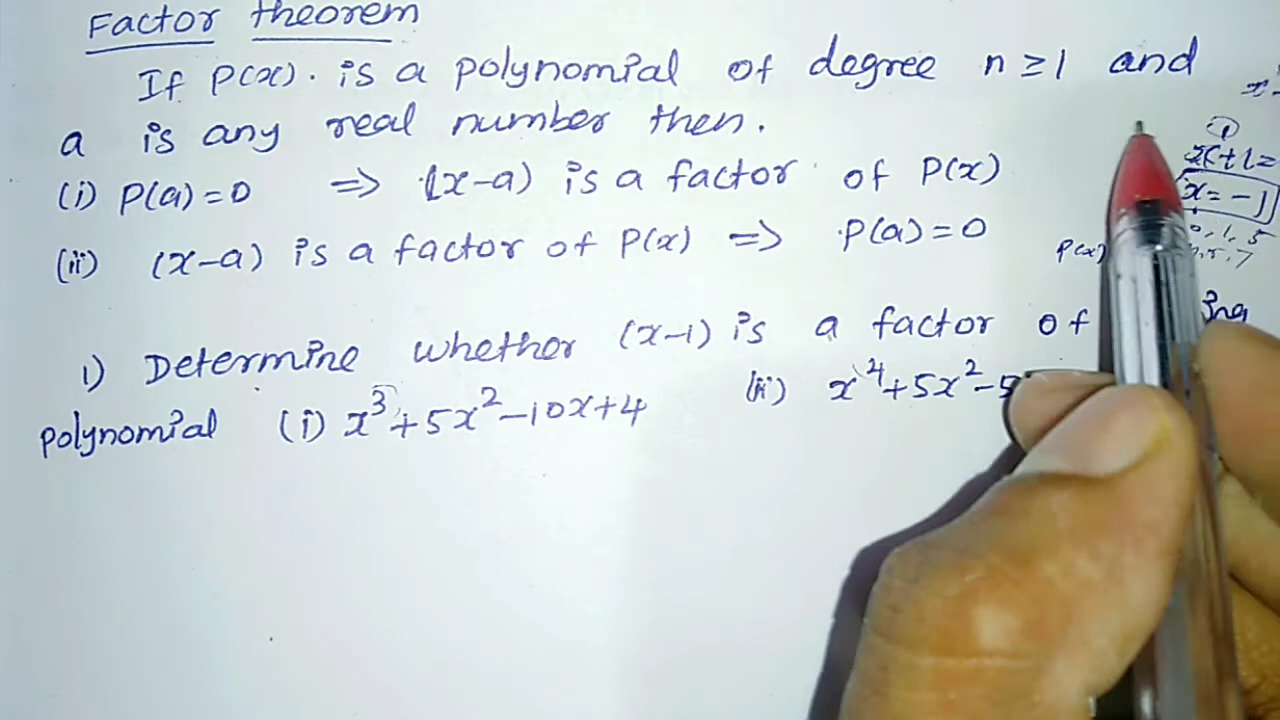 Factor theorem
If P(x). is a polynomial of degree n ≥ 1 and
a is any real number then.
(i) P(a) = 0 ⇒ (x-a) is a factor of P(x)
(ii) (x-a) is a factor of P(x) ⇒ P(a) = 0
1) Determine whether (x-1) is a factor of
polynomial (i) x³+5x²-10x+4 (ii) x⁴+5x²-5
x+1=
x = -1
P(x)